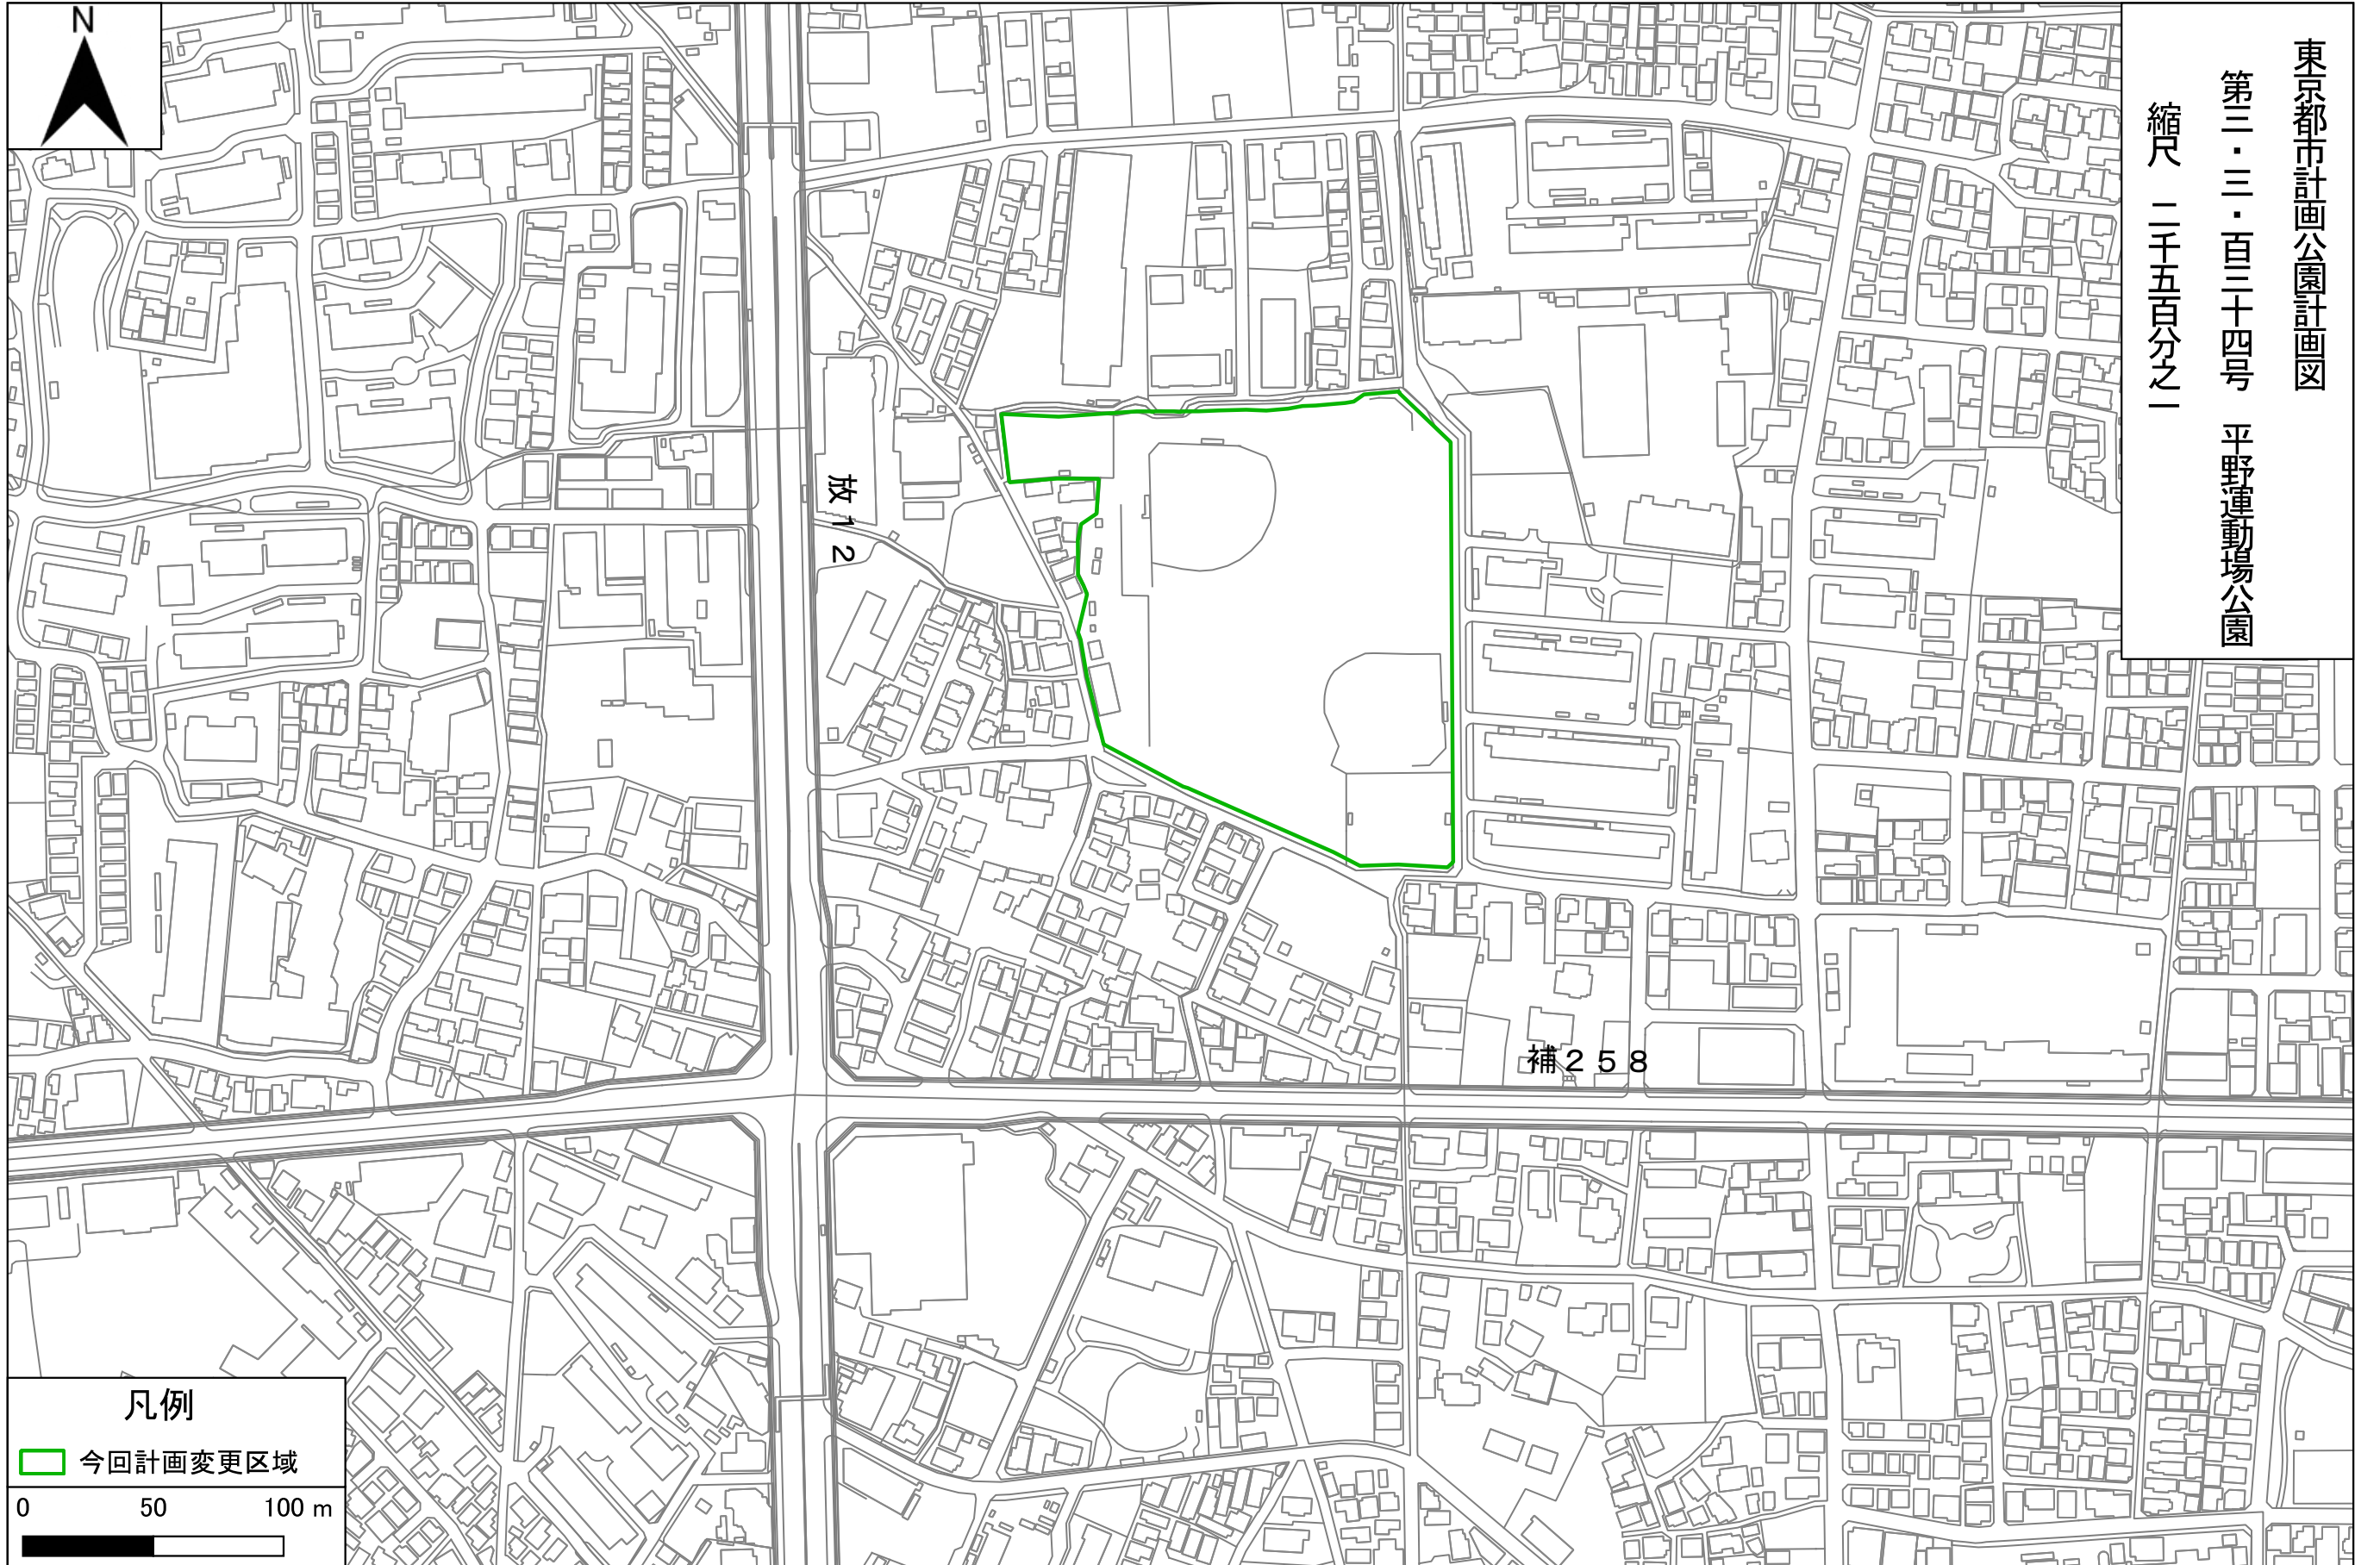 東京都市計画公園計画図
第三・三・百三十四号　平野運動場公園
縮尺　二千五百分之一
N
放１２
補２５８
凡例
今回計画変更区域
0 50 100 m